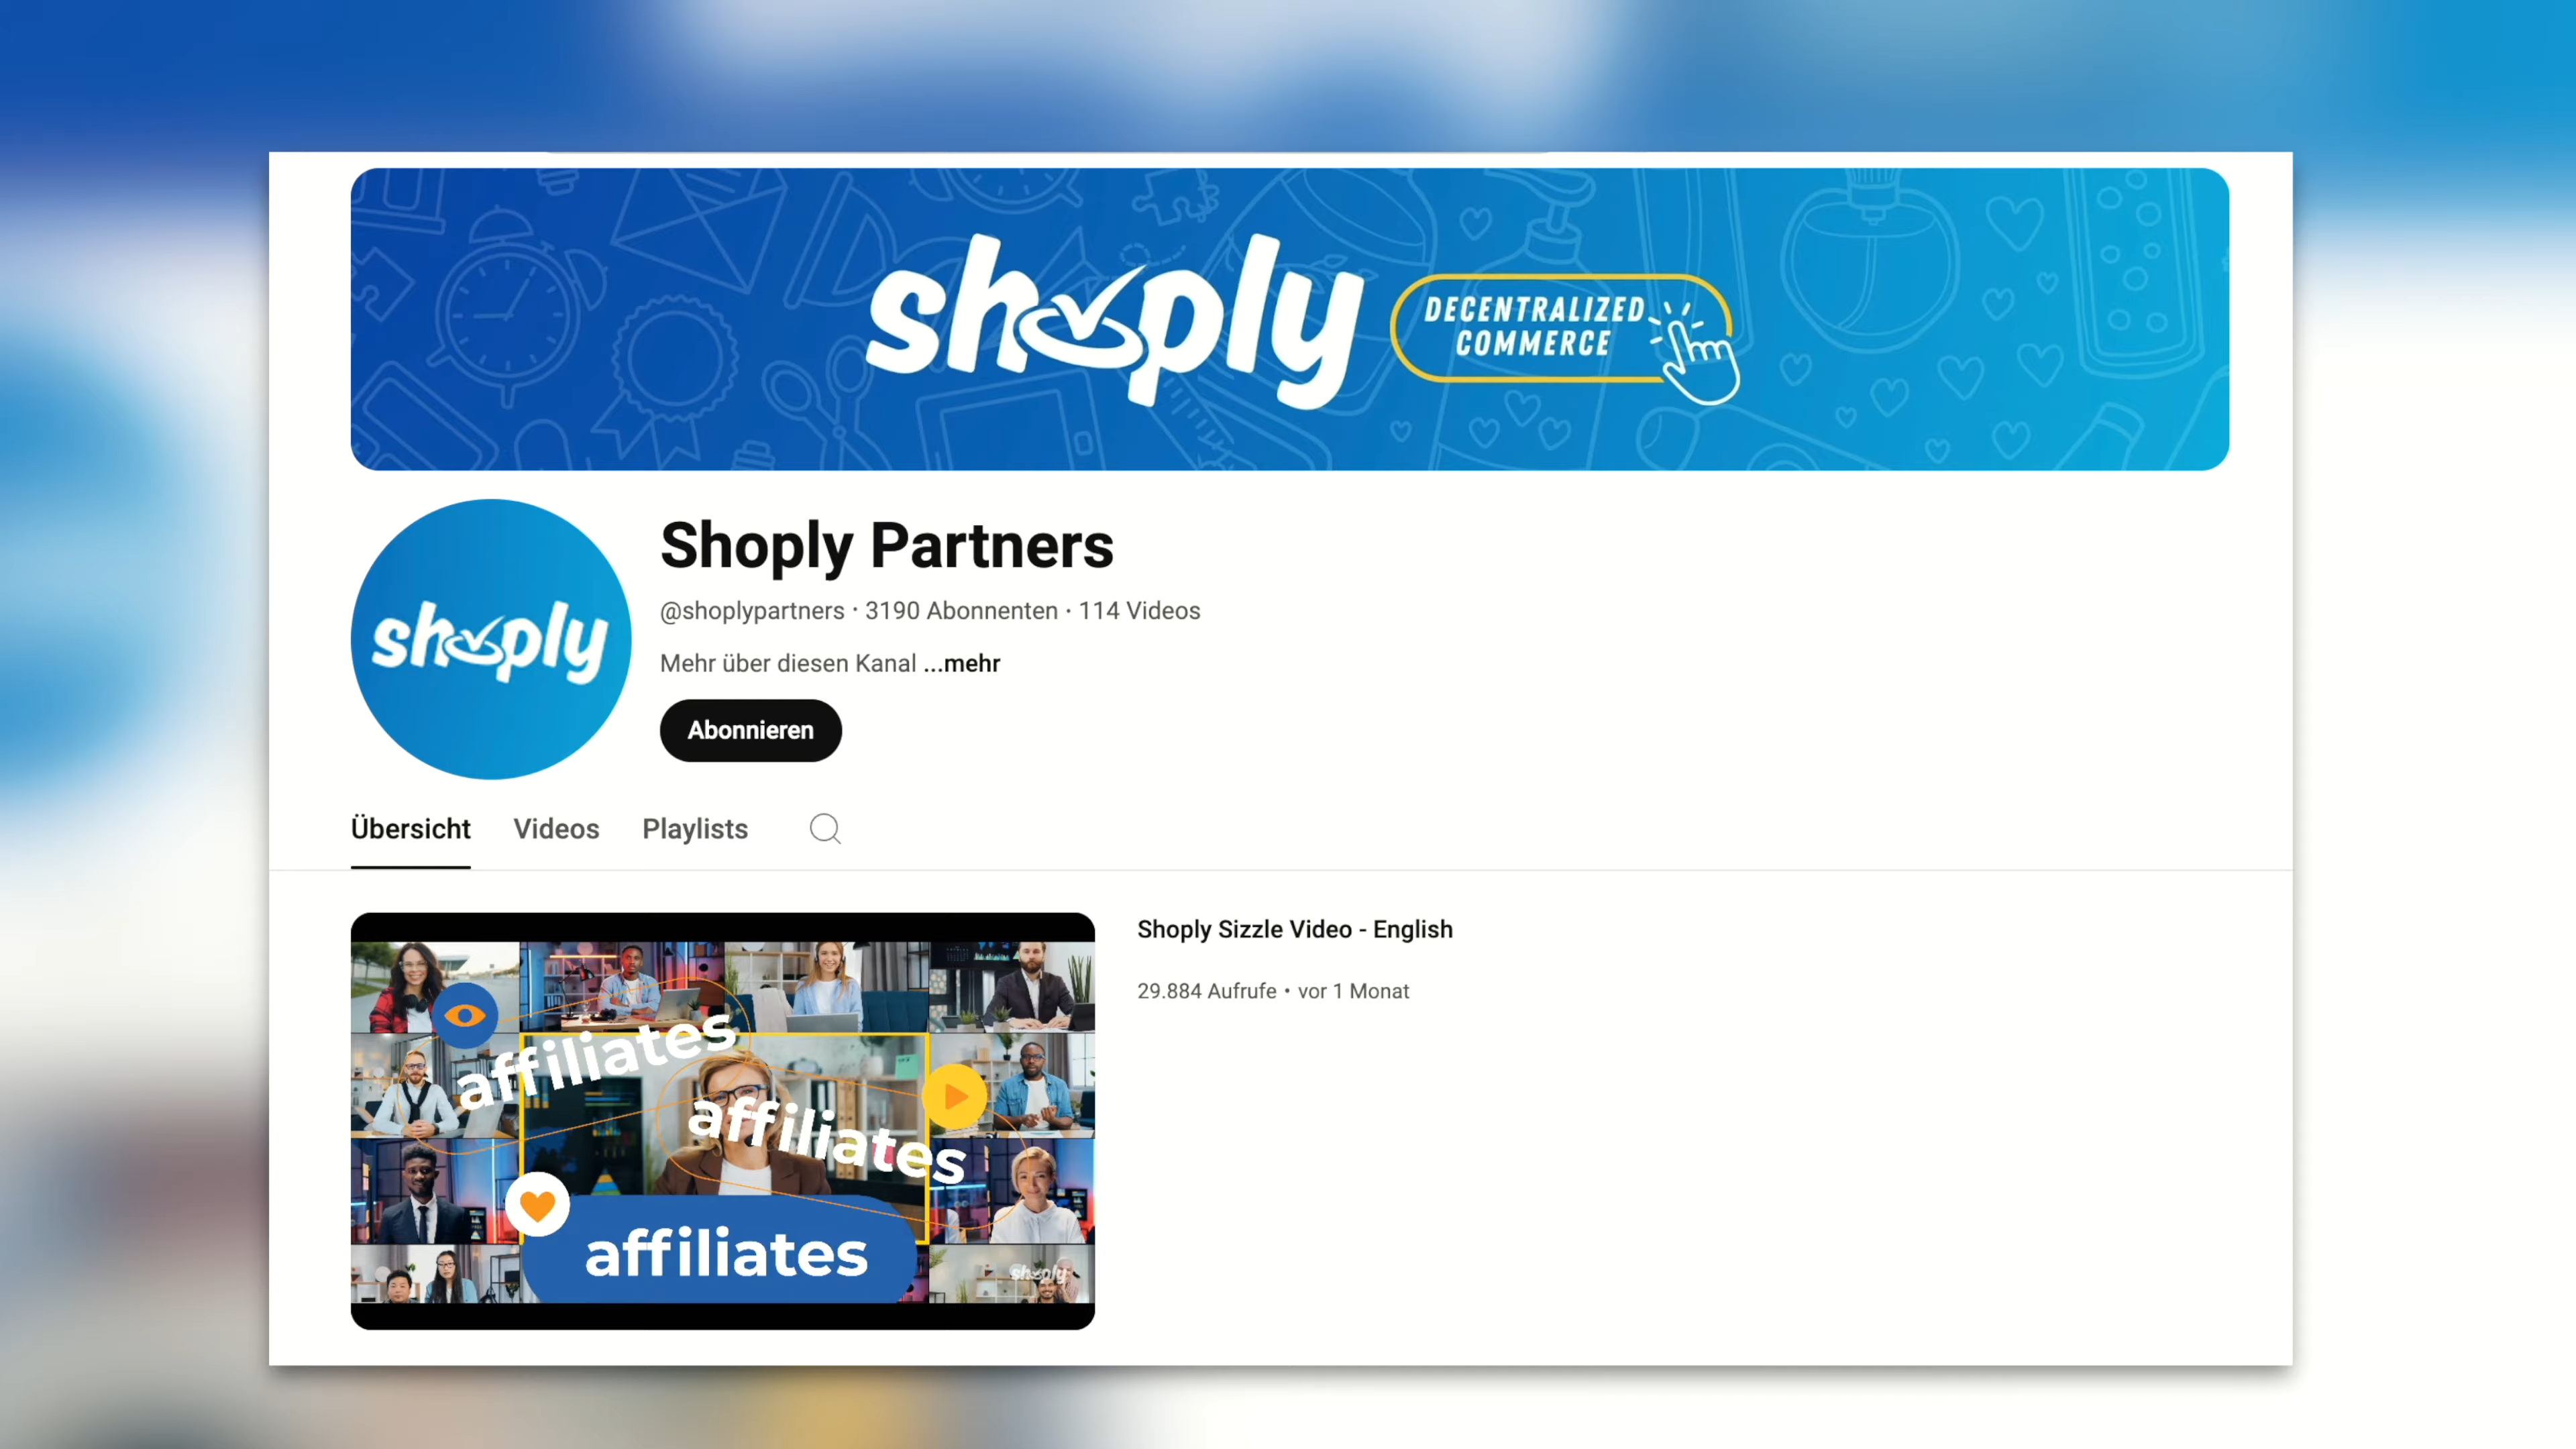 shoply
DECENTRALIZED
COMMERCE
shoply
Shoply Partners
@shoplypartners · 3190 Abonnenten · 114 Videos
Mehr über diesen Kanal ...mehr
Abonnieren
Übersicht Videos Playlists
Shoply Sizzle Video - English
29.884 Aufrufe • vor 1 Monat
affiliates
affiliates
affiliates
shoply